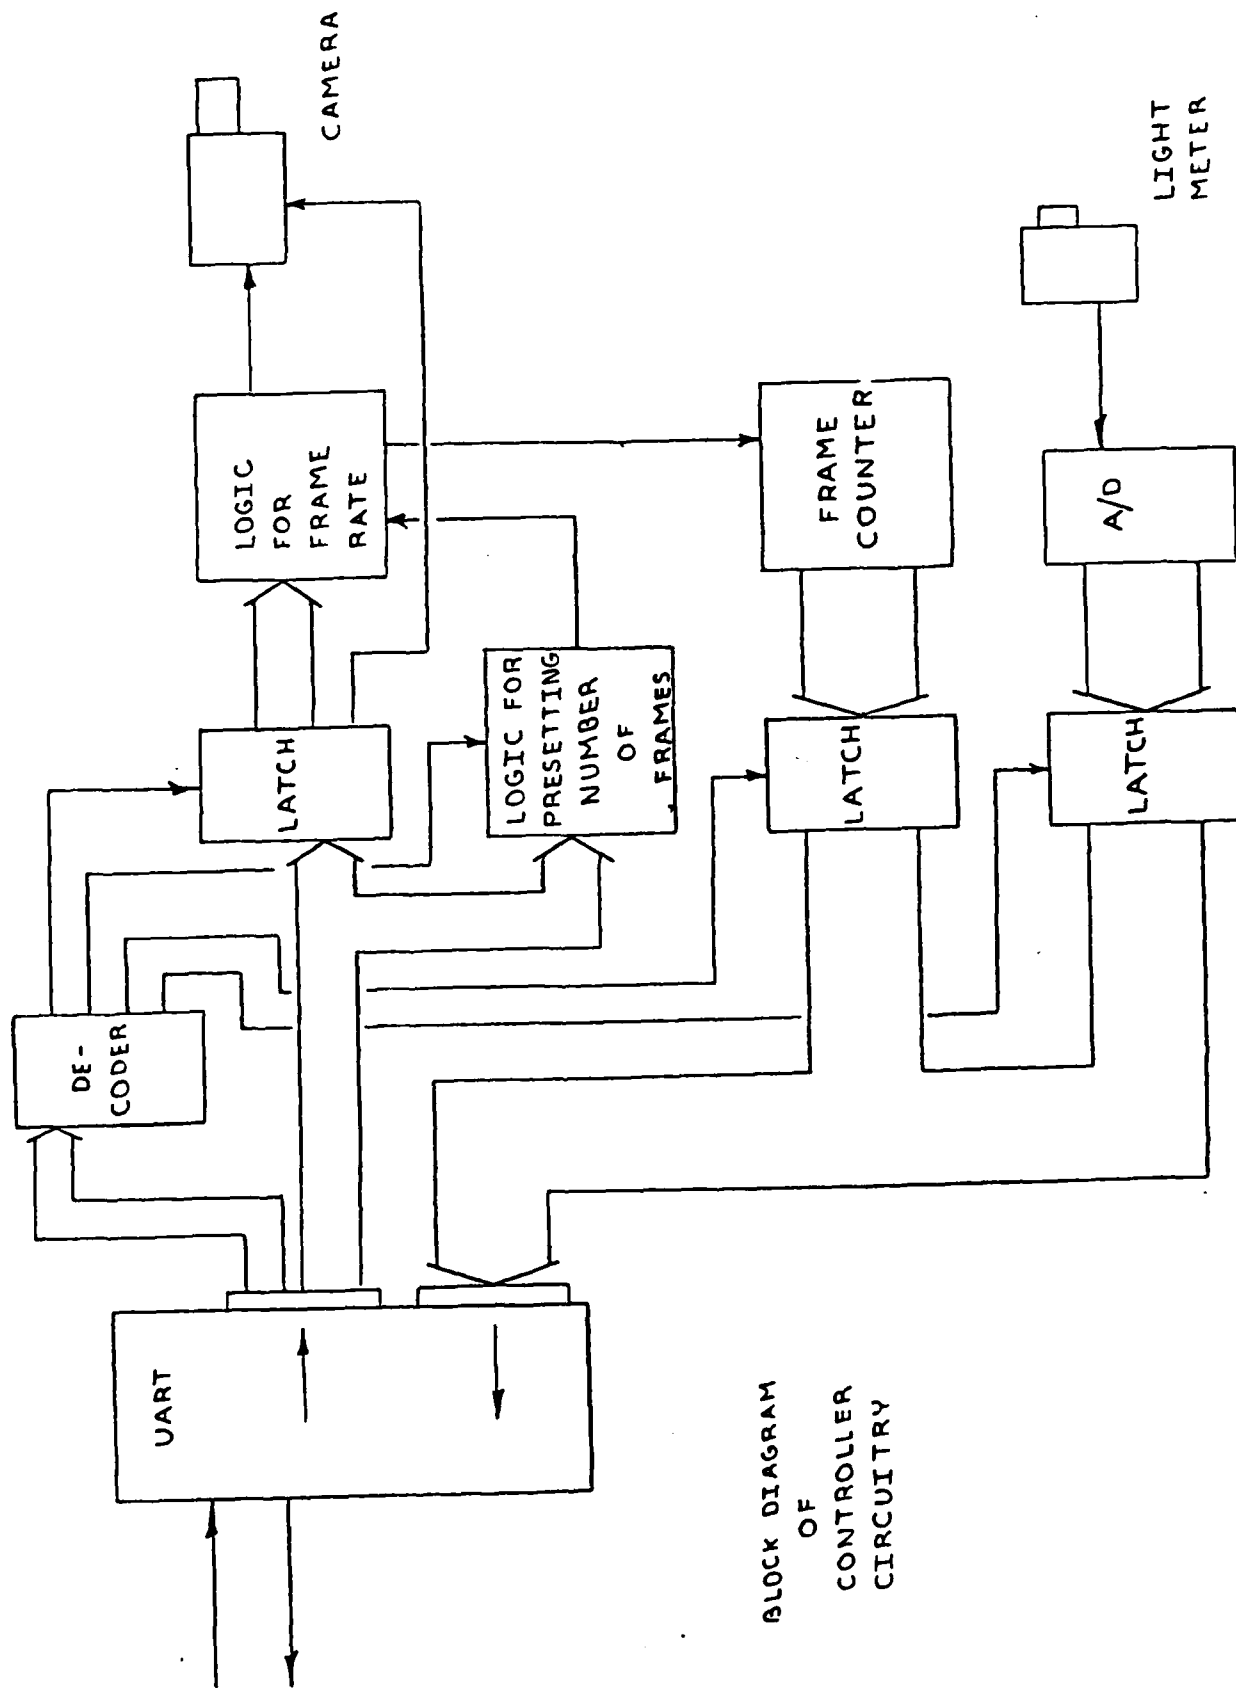 CAMERA
LOGIC
FOR
FRAME
RATE
LATCH
DE-
CODER
LOGIC FOR
PRESETTING
NUMBER
OF
FRAMES
UART
FRAME
COUNTER
LATCH
LIGHT
METER
A/D
LATCH
BLOCK DIAGRAM
OF
CONTROLLER
CIRCUITRY